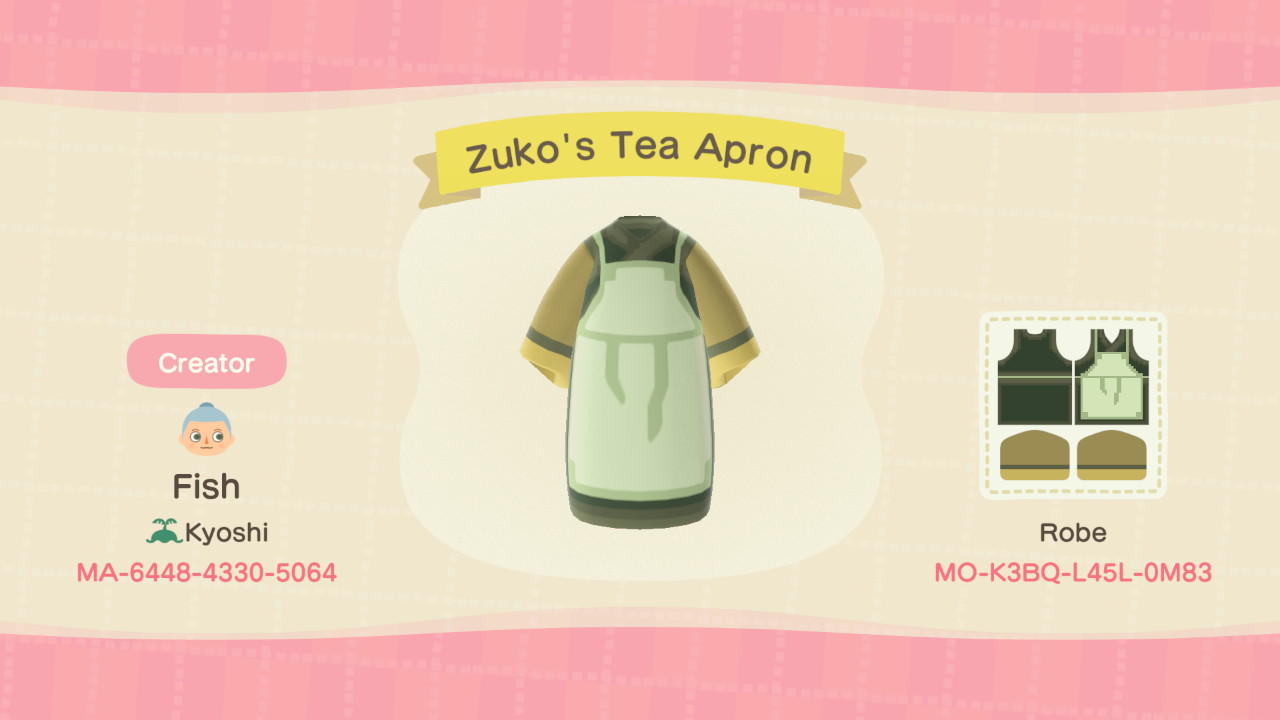 Zuko's Tea Apron
Creator
Fish
Kyoshi
MA-6448-4330-5064
Robe
MO-K3BQ-L45L-0M83